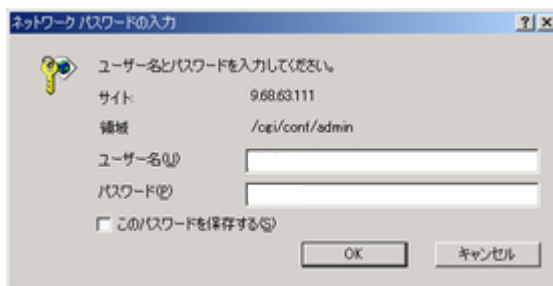 ネットワーク パスワードの入力
ユーザー名とパスワードを入力してください。
サイト: 9.68.63.111
領域 /cgi/conf/admin
ユーザー名(U)
パスワード(P)
このパスワードを保存する(S)
OK キャンセル